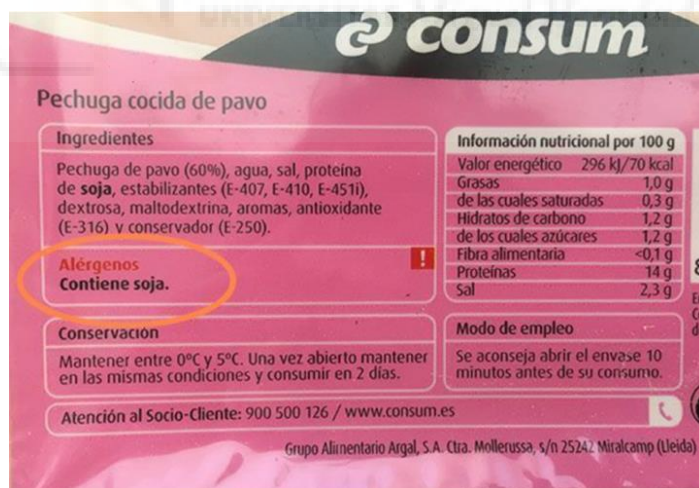 consum
Pechuga cocida de pavo
Ingredientes
Pechuga de pavo (60%), agua, sal, proteína
de soja, estabilizantes (E-407, E-410, E-451i),
dextrosa, maltodextrina, aromas, antioxidante
(E-316) y conservador (E-250).
Alérgenos
!
Contiene soja.
Información nutricional por 100 g
Valor energético 296 kJ/70 kcal
Grasas 1,0 g
de las cuales saturadas 0,3 g
Hidratos de carbono 1,2 g
de los cuales azúcares 1,2 g
Fibra alimentaria <0,1 g
Proteínas 14 g
Sal 2,3 g
Conservación
Mantener entre 0ºC y 5ºC. Una vez abierto mantener
en las mismas condiciones y consumir en 2 días.
Modo de empleo
Se aconseja abrir el envase 10
minutos antes de su consumo.
Atención al Socio-Cliente: 900 500 126 / www.consum.es
Grupo Alimentario Argal, S.A. Ctra. Mollerussa, s/n 25242 Miralcamp (Lleida)